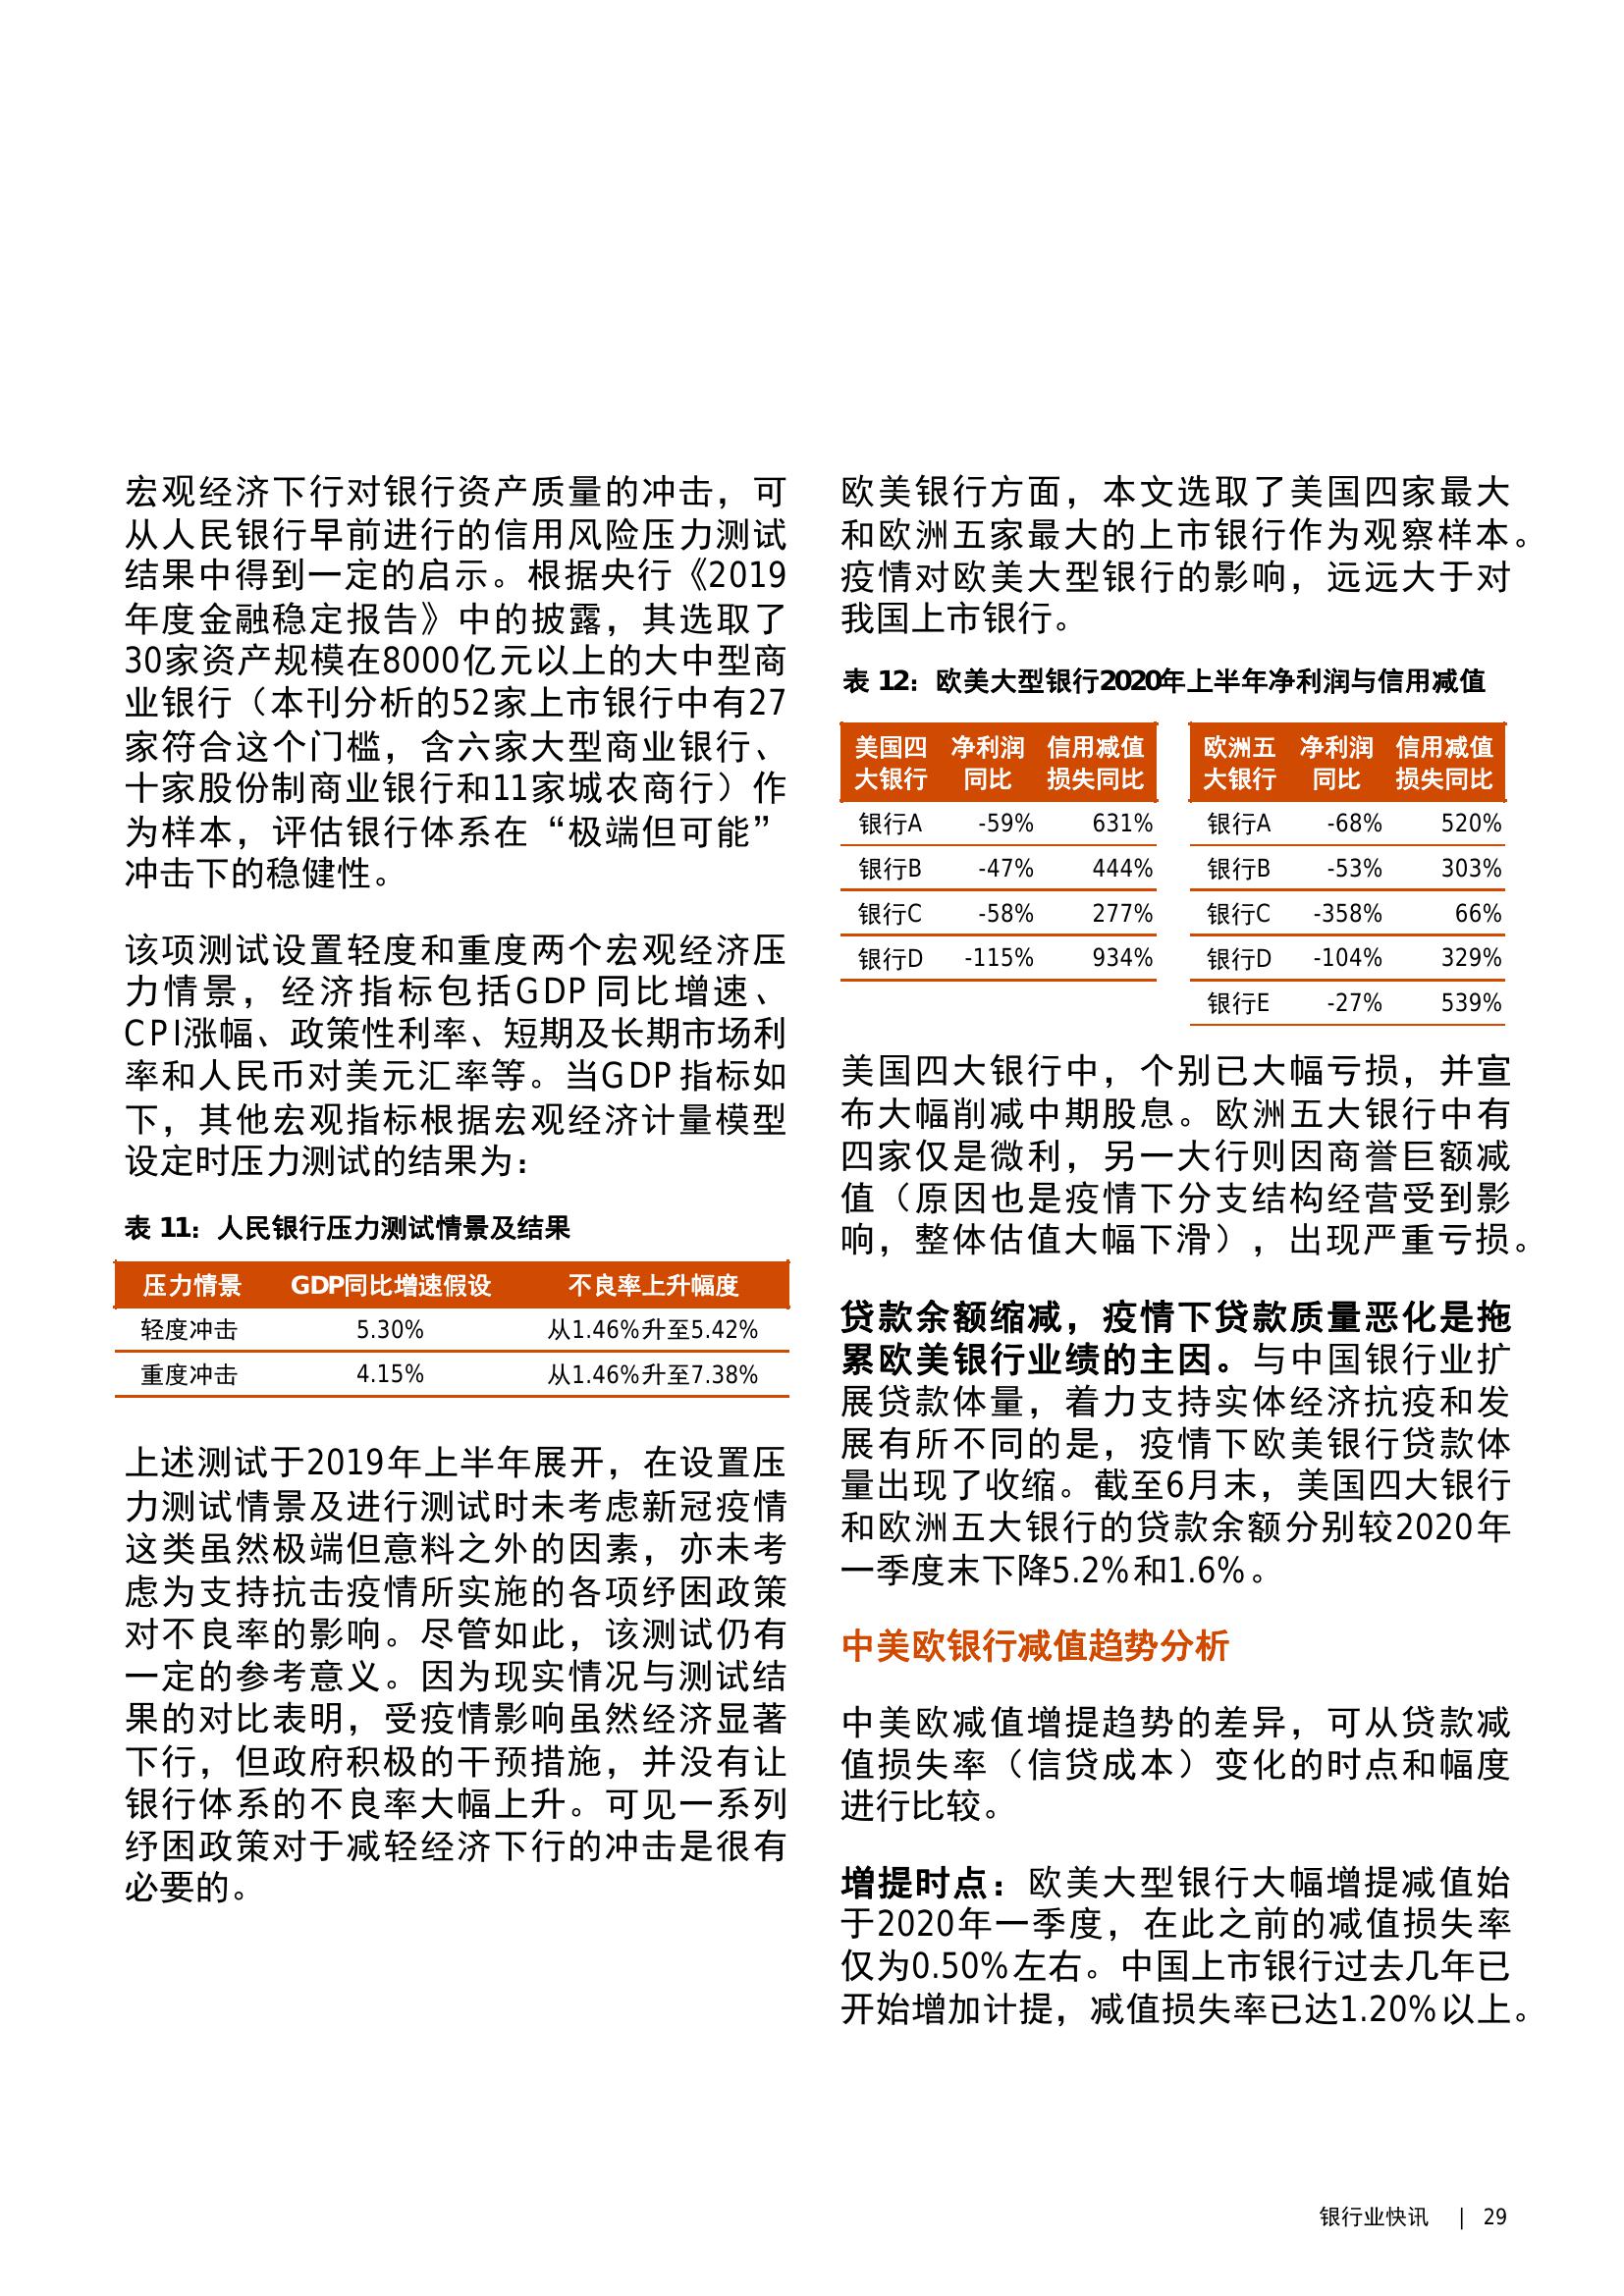 宏观经济下行对银行资产质量的冲击，可
从人民银行早前进行的信用风险压力测试
结果中得到一定的启示。根据央行《2019
年度金融稳定报告》中的披露，其选取了
30家资产规模在8000亿元以上的大中型商
业银行（本刊分析的52家上市银行中有27
家符合这个门槛，含六家大型商业银行、
十家股份制商业银行和11家城农商行）作
为样本，评估银行体系在“极端但可能”
冲击下的稳健性。
该项测试设置轻度和重度两个宏观经济压
力情景，经济指标包括GDP同比增速、
CPI涨幅、政策性利率、短期及长期市场利
率和人民币对美元汇率等。当GDP指标如
下，其他宏观指标根据宏观经济计量模型
设定时压力测试的结果为：
表 11：人民银行压力测试情景及结果
压力情景 GDP同比增速假设 不良率上升幅度
轻度冲击 5.30% 从1.46%升至5.42%
重度冲击 4.15% 从1.46%升至7.38%
上述测试于2019年上半年展开，在设置压
力测试情景及进行测试时未考虑新冠疫情
这类虽然极端但意料之外的因素，亦未考
虑为支持抗击疫情所实施的各项纾困政策
对不良率的影响。尽管如此，该测试仍有
一定的参考意义。因为现实情况与测试结
果的对比表明，受疫情影响虽然经济显著
下行，但政府积极的干预措施，并没有让
银行体系的不良率大幅上升。可见一系列
纾困政策对于减轻经济下行的冲击是很有
必要的。
欧美银行方面，本文选取了美国四家最大
和欧洲五家最大的上市银行作为观察样本。
疫情对欧美大型银行的影响，远远大于对
我国上市银行。
表 12：欧美大型银行2020年上半年净利润与信用减值
美国四 净利润 信用减值
大银行 同比 损失同比
银行A -59% 631%
银行B -47% 444%
银行C -58% 277%
银行D -115% 934%
欧洲五 净利润 信用减值
大银行 同比 损失同比
银行A -68% 520%
银行B -53% 303%
银行C -358% 66%
银行D -104% 329%
银行E -27% 539%
美国四大银行中，个别已大幅亏损，并宣
布大幅削减中期股息。欧洲五大银行中有
四家仅是微利，另一大行则因商誉巨额减
值（原因也是疫情下分支结构经营受到影
响，整体估值大幅下滑），出现严重亏损。
贷款余额缩减，疫情下贷款质量恶化是拖
累欧美银行业绩的主因。与中国银行业扩
展贷款体量，着力支持实体经济抗疫和发
展有所不同的是，疫情下欧美银行贷款体
量出现了收缩。截至6月末，美国四大银行
和欧洲五大银行的贷款余额分别较2020年
一季度末下降5.2%和1.6%。
中美欧银行减值趋势分析
中美欧减值增提趋势的差异，可从贷款减
值损失率（信贷成本）变化的时点和幅度
进行比较。
增提时点：欧美大型银行大幅增提减值始
于2020年一季度，在此之前的减值损失率
仅为0.50%左右。中国上市银行过去几年已
开始增加计提，减值损失率已达1.20%以上。
银行业快讯 | 29